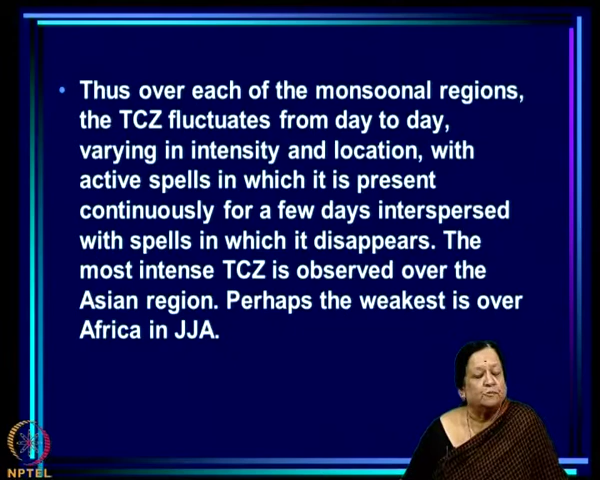 • Thus over each of the monsoonal regions,
the TCZ fluctuates from day to day,
varying in intensity and location, with
active spells in which it is present
continuously for a few days interspersed
with spells in which it disappears. The
most intense TCZ is observed over the
Asian region. Perhaps the weakest is over
Africa in JJA.
NPTEL